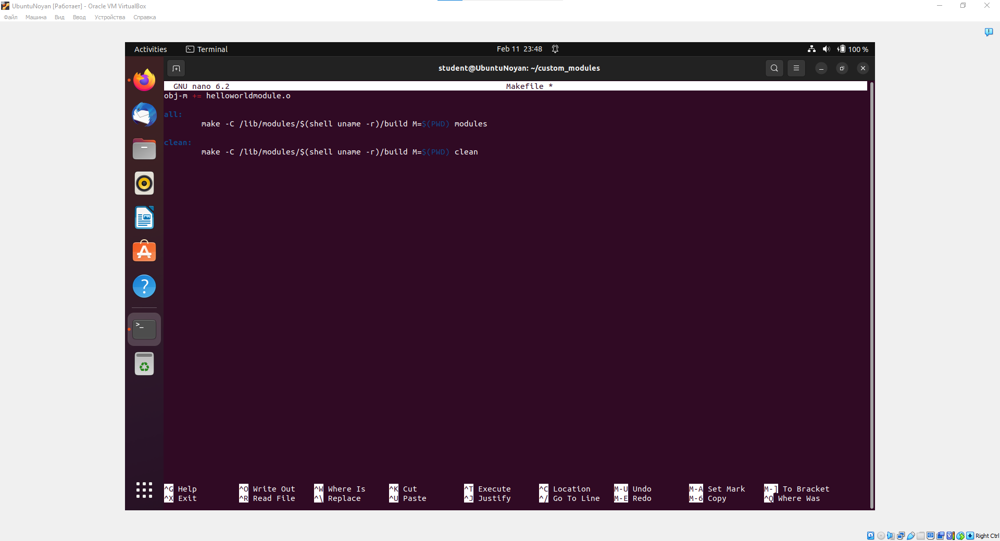 UbuntuNoyan [Работает] - Oracle VM VirtualBox
Файл Машина Вид Ввод Устройства Справка
Activities Terminal Feb 11 23:48 100 %
student@UbuntuNoyan: ~/custom_modules
GNU nano 6.2 Makefile *
obj-m += helloworldmodule.o
all:
make -C /lib/modules/$(shell uname -r)/build M=$(PWD) modules
clean:
make -C /lib/modules/$(shell uname -r)/build M=$(PWD) clean
^G Help ^O Write Out ^W Where Is ^K Cut ^T Execute ^C Location M-U Undo M-A Set Mark M-] To Bracket
^X Exit ^R Read File ^\ Replace ^U Paste ^J Justify ^/ Go To Line M-E Redo M-6 Copy ^Q Where Was
Right Ctrl